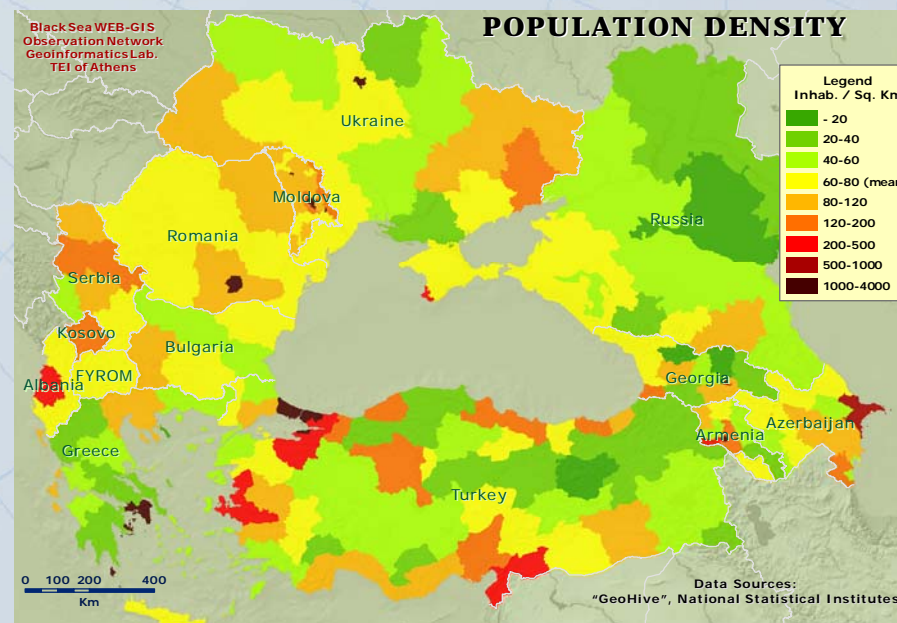 POPULATION DENSITY
Black Sea WEB-GIS
Observation Network
Geoinformatics Lab.
TEI of Athens
Legend
Inhab. / Sq. Km
- 20
20-40
40-60
60-80 (mean
80-120
120-200
200-500
500-1000
1000-4000
Ukraine
Moldova
Romania
Russia
Serbia
Kosovo
Bulgaria
Albania
FYROM
Georgia
Armenia
Azerbaijan
Greece
Turkey
0 100 200 400
Km
Data Sources:
"GeoHive", National Statistical Institutes